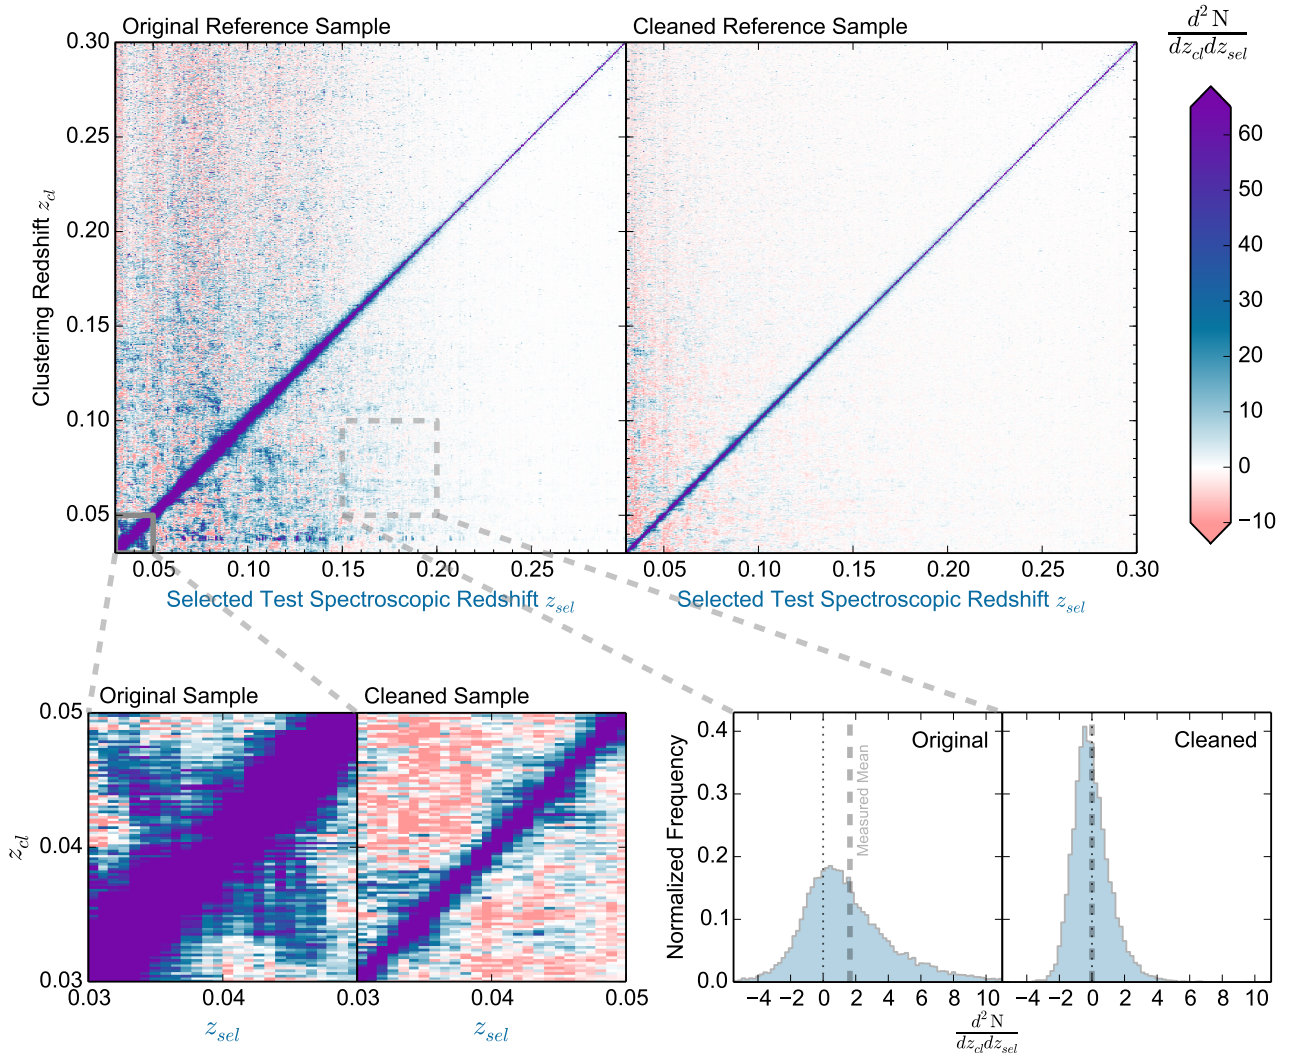 Original Reference Sample
Cleaned Reference Sample
d² N
dz_cl dz_sel
0.30
0.25
0.20
0.15
0.10
0.05
Clustering Redshift z_cl
60
50
40
30
20
10
0
−10
0.05 0.10 0.15 0.20 0.25
0.05 0.10 0.15 0.20 0.25 0.30
Selected Test Spectroscopic Redshift z_sel
Selected Test Spectroscopic Redshift z_sel
Original Sample
Cleaned Sample
0.05
0.04
0.03
z_cl
0.03 0.04 0.03 0.04 0.05
z_sel
z_sel
Normalized Frequency
0.4
0.3
0.2
0.1
0.0
Original
Measured Mean
Cleaned
−4 −2 0 2 4 6 8 10
−4 −2 0 2 4 6 8 10
d² N
dz_cl dz_sel